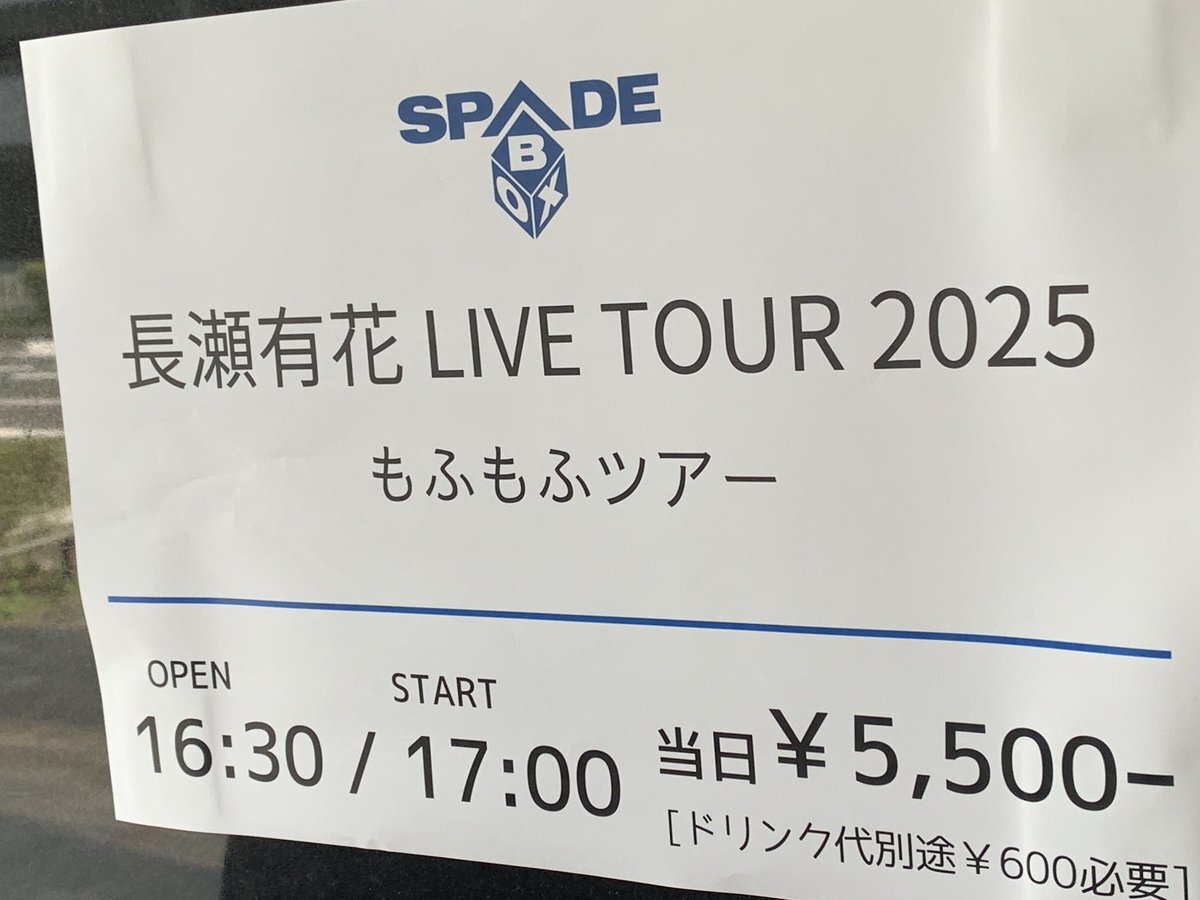 SPADE
BOX
長瀬有花 LIVE TOUR 2025
もふもふツアー
OPEN START
16:30 / 17:00 当日￥5,500−
[ドリンク代別途￥600必要]